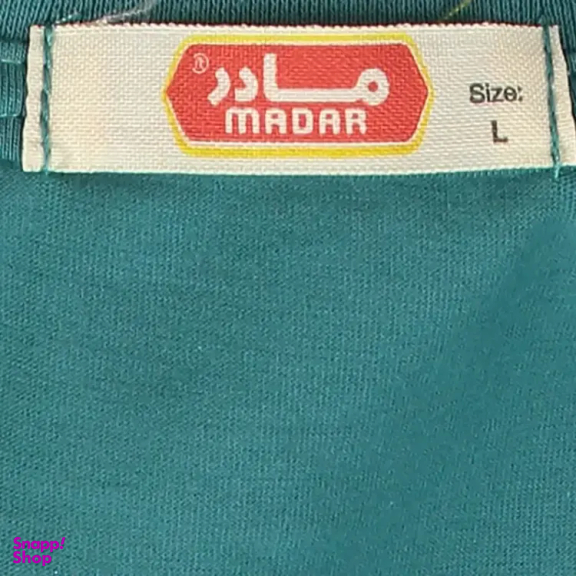 مادر®
MADAR
Size:
L
Snapp!
Shop